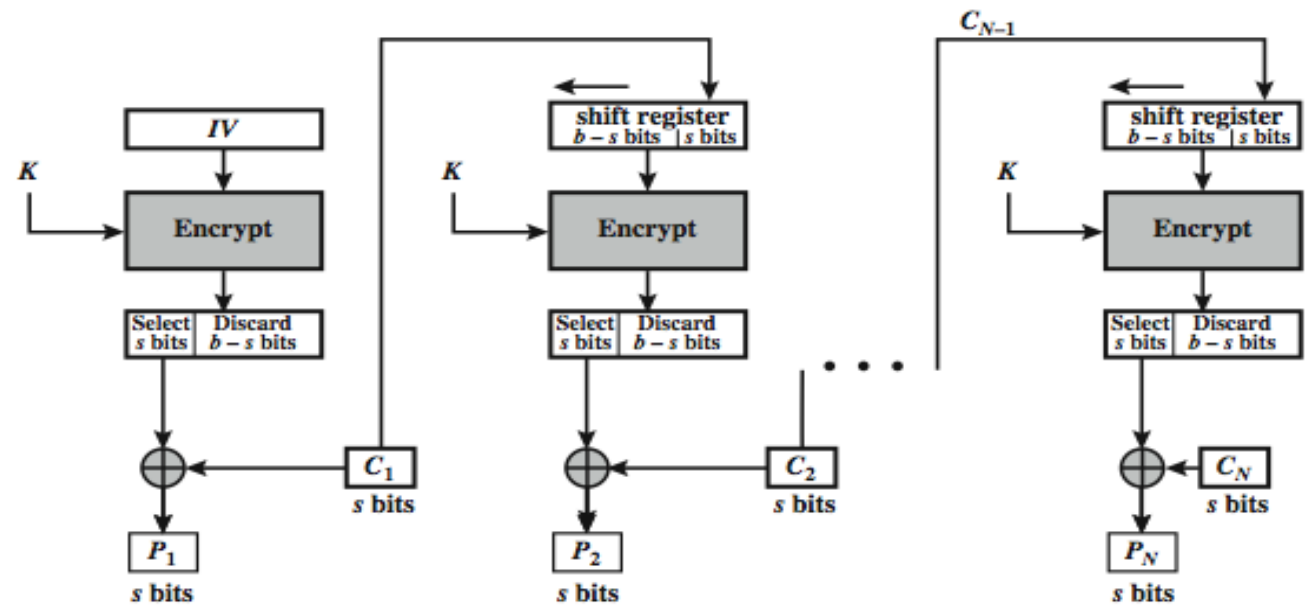 C_{N−1}
IV
shift register
b − s bits | s bits
shift register
b − s bits | s bits
K
K
K
Encrypt
Encrypt
Encrypt
Select Discard
s bits b − s bits
Select Discard
s bits b − s bits
Select Discard
s bits b − s bits
• • •
C_1
s bits
C_2
s bits
C_N
s bits
P_1
s bits
P_2
s bits
P_N
s bits